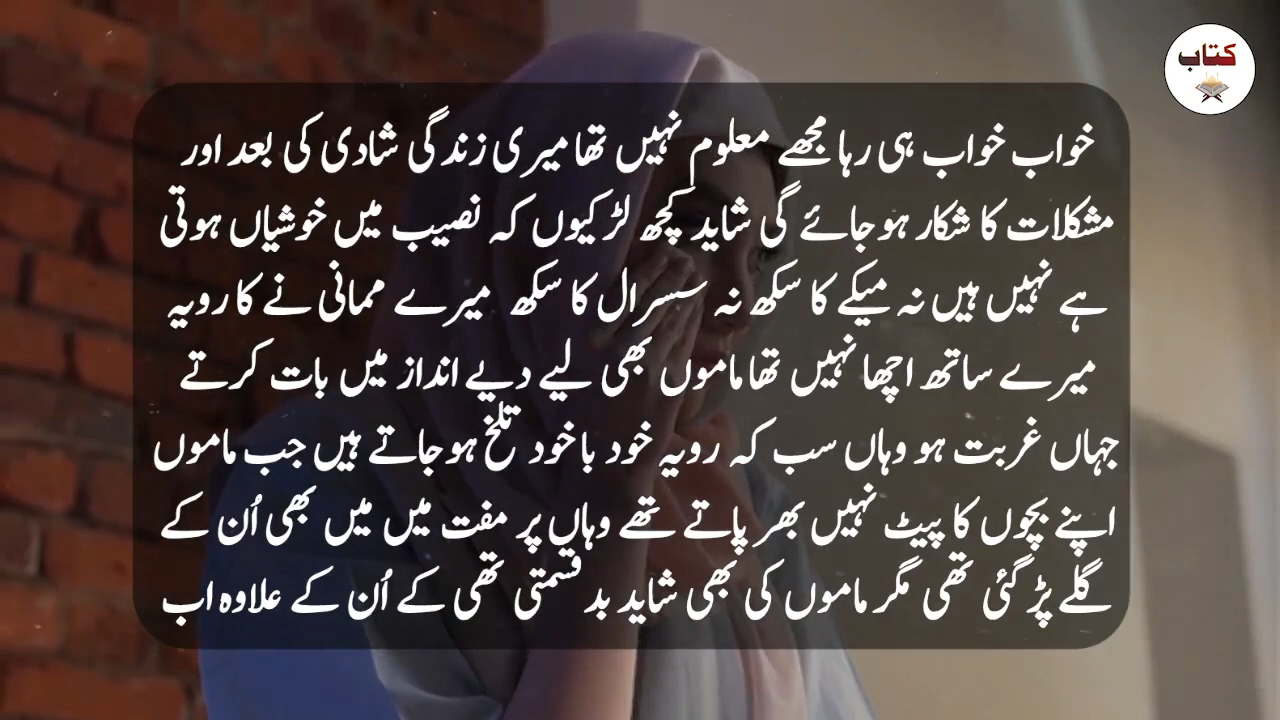 کتاب
خواب خواب ہی رہا مجھے معلوم نہیں تھا میری زندگی شادی کی بعد اور
مشکلات کا شکار ہو جائے گی شاید کچھ لڑکیوں کہ نصیب میں خوشیاں ہوتی
ہے نہیں ہیں نہ میکے کا سکھ نہ سسرال کا سکھ میرے ممانی نے کا رویہ
میرے ساتھ اچھا نہیں تھا ماموں بھی لیے دیے انداز میں بات کرتے
جہاں غربت ہو وہاں سب کہ رویہ خود باخود تلخ ہو جاتے ہیں جب ماموں
اپنے بچوں کا پیٹ نہیں بھر پاتے تھے وہاں پر مفت میں میں بھی اُن کے
گلے پڑ گئی تھی مگر ماموں کی بھی شاید بد قسمتی تھی کے اُن کے علاوہ اب